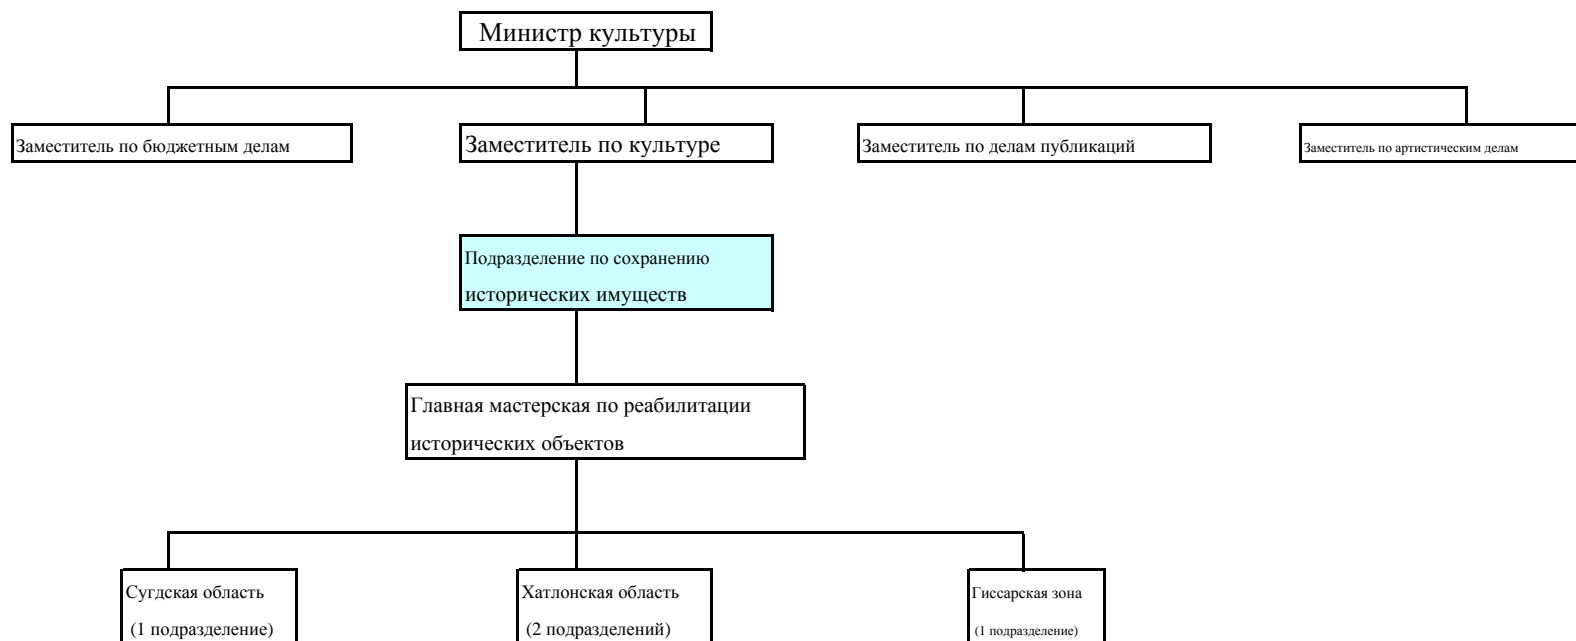 Министр культуры
Заместитель по бюджетным делам
Заместитель по культуре
Заместитель по делам публикаций
Заместитель по артистическим делам
Подразделение по сохранению
исторических имуществ
Главная мастерская по реабилитации
исторических объектов
Сугдская область
(1 подразделение)
Хатлонская область
(2 подразделений)
Гиссарская зона
(1 подразделение)